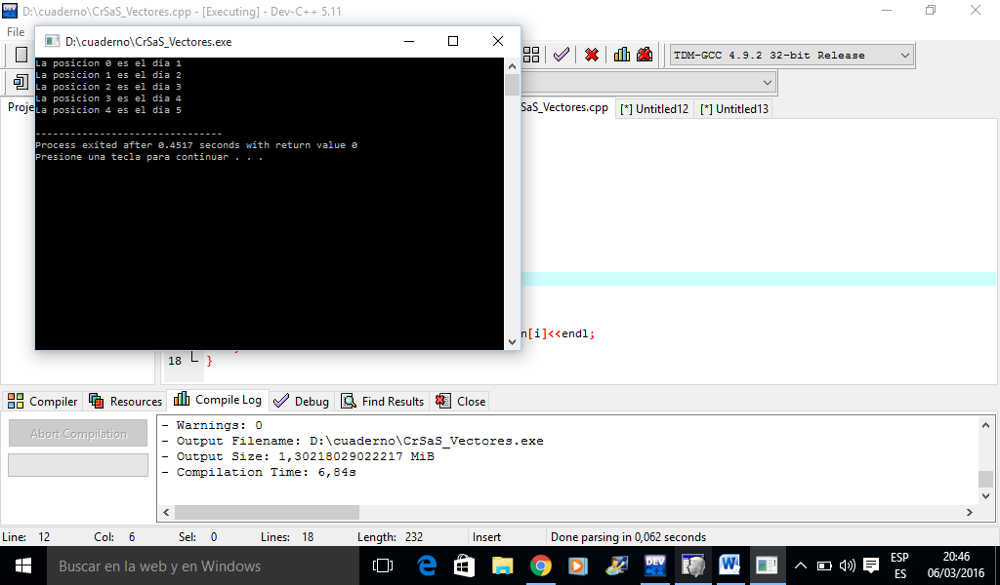 D:\cuaderno\CrSaS_Vectores.cpp - [Executing] - Dev-C++ 5.11
File
D:\cuaderno\CrSaS_Vectores.exe
La posicion 0 es el dia 1
La posicion 1 es el dia 2
La posicion 2 es el dia 3
La posicion 3 es el dia 4
La posicion 4 es el dia 5
--------------------------------
Process exited after 0.4517 seconds with return value 0
Presione una tecla para continuar . . .
TDM-GCC 4.9.2 32-bit Release
Proje
SaS_Vectores.cpp [*] Untitled12 [*] Untitled13
n[i]<<endl;
18 }
Compiler Resources Compile Log Debug Find Results Close
Abort Compilation
- Warnings: 0
- Output Filename: D:\cuaderno\CrSaS_Vectores.exe
- Output Size: 1,30218029022217 MiB
- Compilation Time: 6,84s
Line: 12 Col: 6 Sel: 0 Lines: 18 Length: 232 Insert Done parsing in 0,062 seconds
Buscar en la web y en Windows
DEV
ESP
ES
20:46
06/03/2016